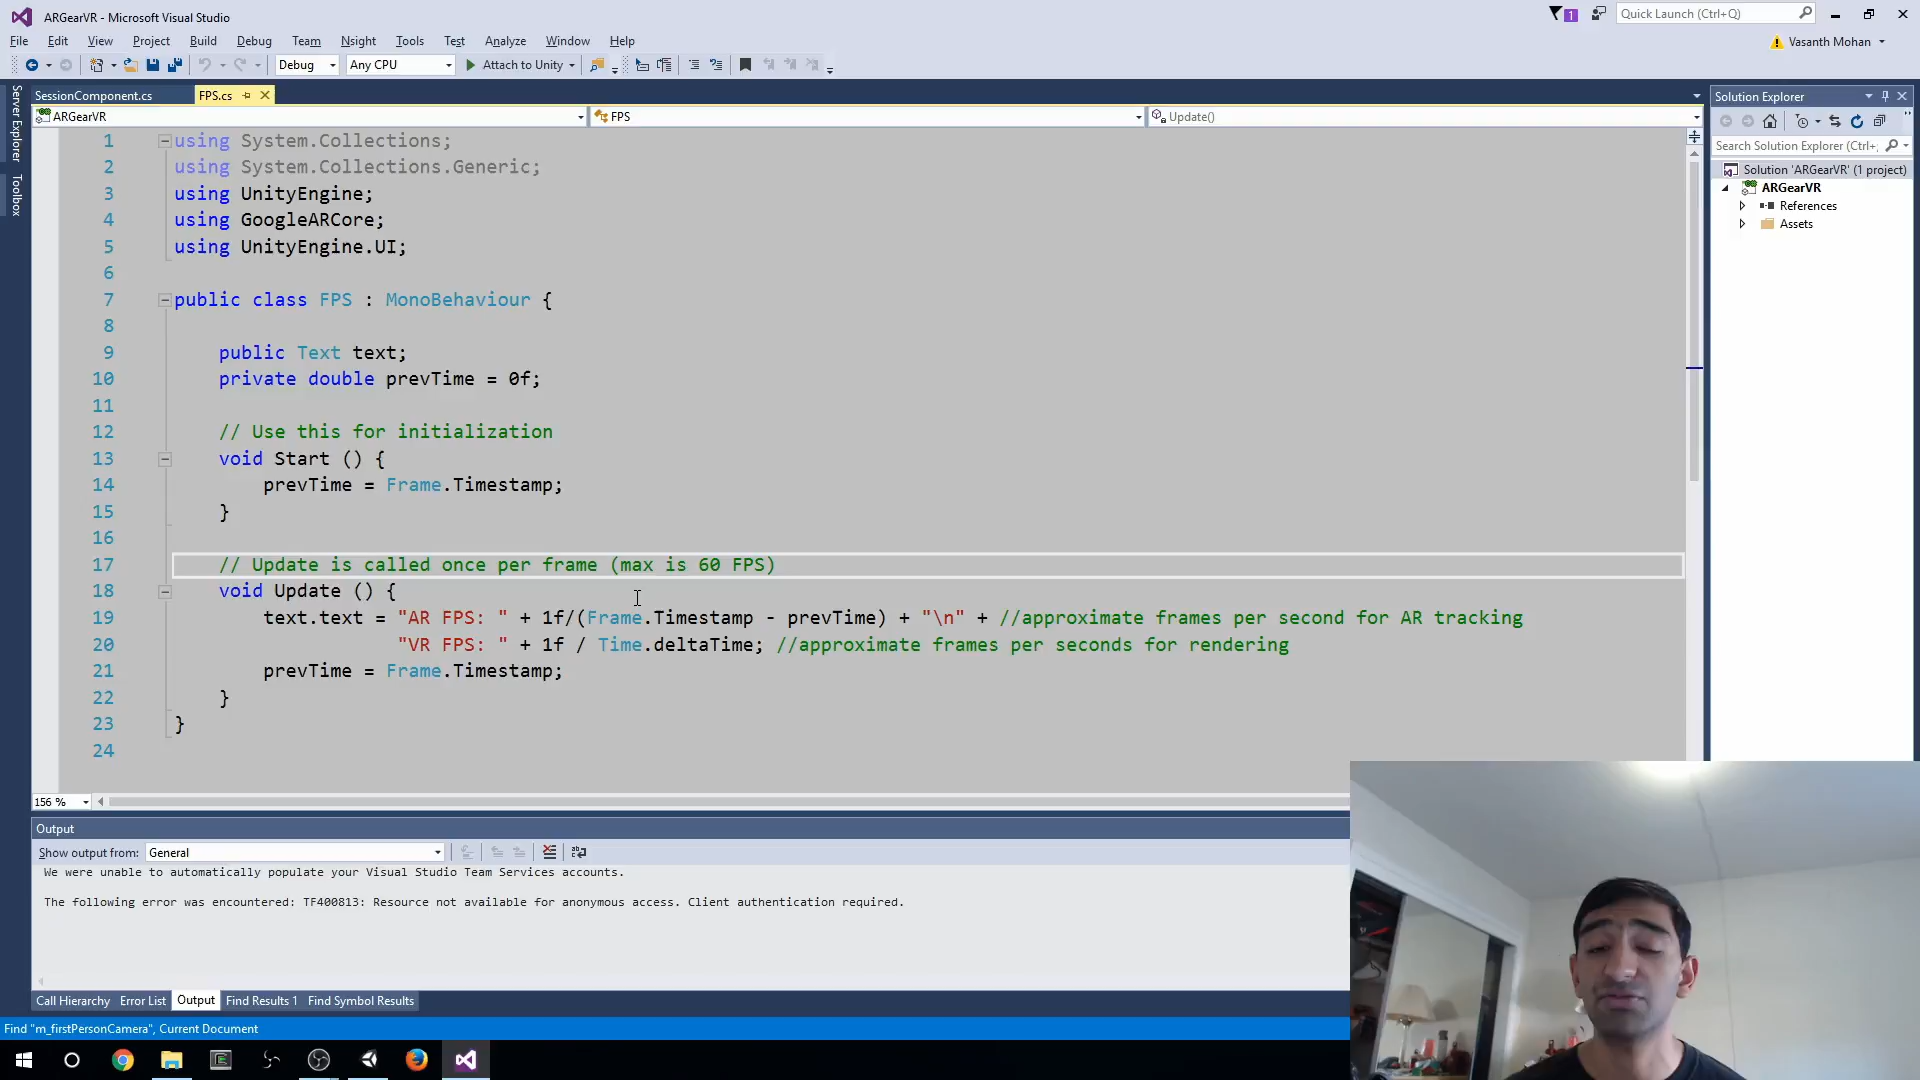 ARGearVR - Microsoft Visual Studio
1
Quick Launch (Ctrl+Q)
File Edit View Project Build Debug Team Nsight Tools Test Analyze Window Help
Vasanth Mohan
Debug Any CPU Attach to Unity
Server Explorer
Toolbox
SessionComponent.cs FPS.cs
ARGearVR FPS Update()
1 using System.Collections;
2 using System.Collections.Generic;
3 using UnityEngine;
4 using GoogleARCore;
5 using UnityEngine.UI;
6
7 public class FPS : MonoBehaviour {
8
9 public Text text;
10 private double prevTime = 0f;
11
12 // Use this for initialization
13 void Start () {
14 prevTime = Frame.Timestamp;
15 }
16
17 // Update is called once per frame (max is 60 FPS)
18 void Update () {
19 text.text = "AR FPS: " + 1f/(Frame.Timestamp - prevTime) + "\n" + //approximate frames per second for AR tracking
20 "VR FPS: " + 1f / Time.deltaTime; //approximate frames per seconds for rendering
21 prevTime = Frame.Timestamp;
22 }
23 }
24
156 %
Solution Explorer
Search Solution Explorer (Ctrl+;
Solution 'ARGearVR' (1 project)
ARGearVR
References
Assets
Output
Show output from: General
We were unable to automatically populate your Visual Studio Team Services accounts.
The following error was encountered: TF400813: Resource not available for anonymous access. Client authentication required.
Call Hierarchy Error List Output Find Results 1 Find Symbol Results
Find "m_firstPersonCamera", Current Document